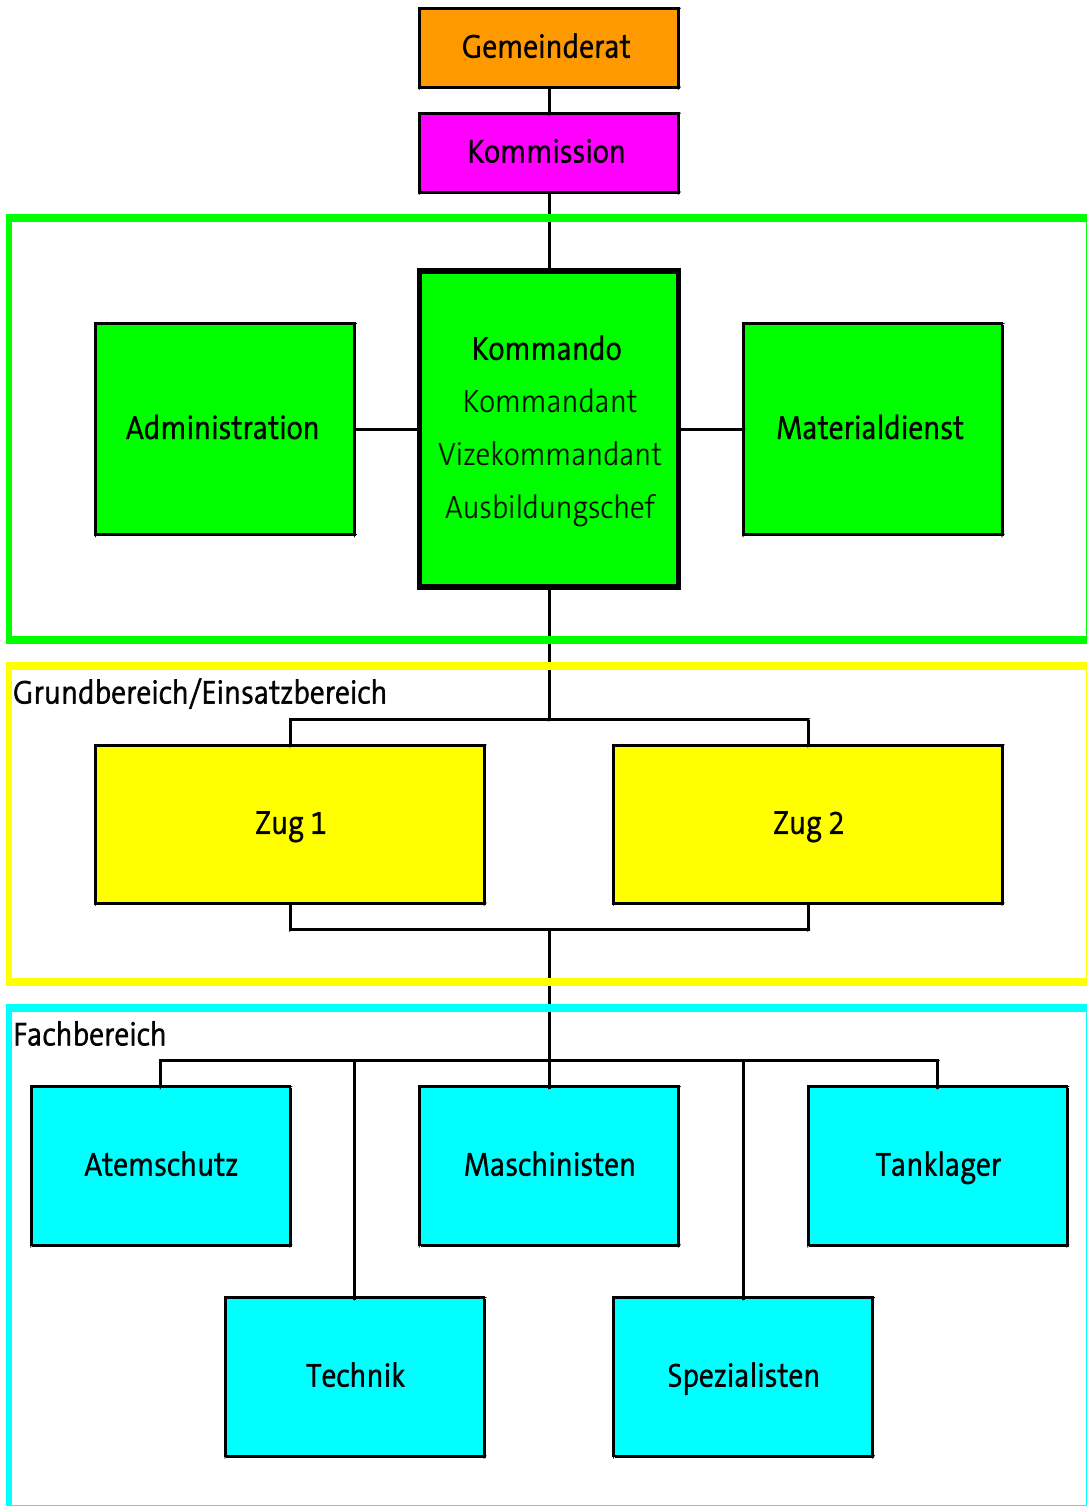 Gemeinderat
Kommission
Kommando
Kommandant
Vizekommandant
Ausbildungschef
Administration
Materialdienst
Grundbereich/Einsatzbereich
Zug 1
Zug 2
Fachbereich
Atemschutz
Maschinisten
Tanklager
Technik
Spezialisten